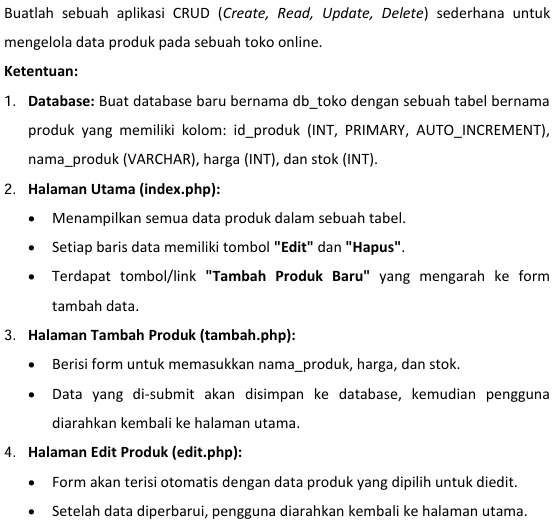 Buatlah sebuah aplikasi CRUD (Create, Read, Update, Delete) sederhana untuk
mengelola data produk pada sebuah toko online.
Ketentuan:
1. Database: Buat database baru bernama db_toko dengan sebuah tabel bernama
produk yang memiliki kolom: id_produk (INT, PRIMARY, AUTO_INCREMENT),
nama_produk (VARCHAR), harga (INT), dan stok (INT).
2. Halaman Utama (index.php):
• Menampilkan semua data produk dalam sebuah tabel.
• Setiap baris data memiliki tombol "Edit" dan "Hapus".
• Terdapat tombol/link "Tambah Produk Baru" yang mengarah ke form
tambah data.
3. Halaman Tambah Produk (tambah.php):
• Berisi form untuk memasukkan nama_produk, harga, dan stok.
• Data yang di-submit akan disimpan ke database, kemudian pengguna
diarahkan kembali ke halaman utama.
4. Halaman Edit Produk (edit.php):
• Form akan terisi otomatis dengan data produk yang dipilih untuk diedit.
• Setelah data diperbarui, pengguna diarahkan kembali ke halaman utama.